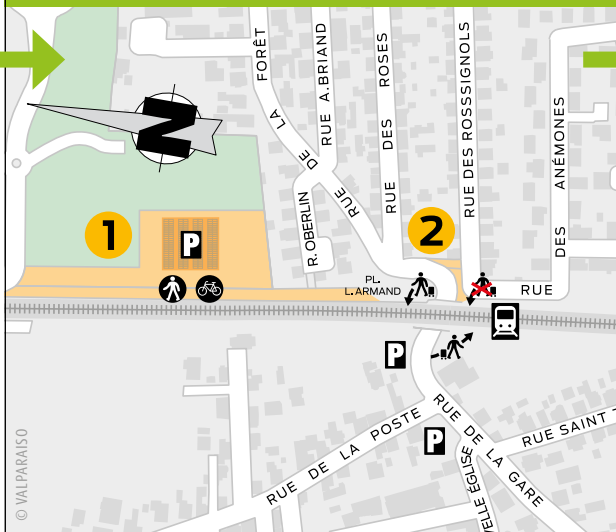 FORÊT
RUE DE LA
RUE A.BRIAND
RUE DES ROSES
RUE DES ROSSSIGNOLS
DES ANÉMONES
RUE
N
1
P
R. OBERLIN
2
PL.
L.ARMAND
RUE
P
P
RUE DE LA POSTE
RUE DE LA GARE
RUE SAINT
ELLE ÉGLISE
© VALPARAISO